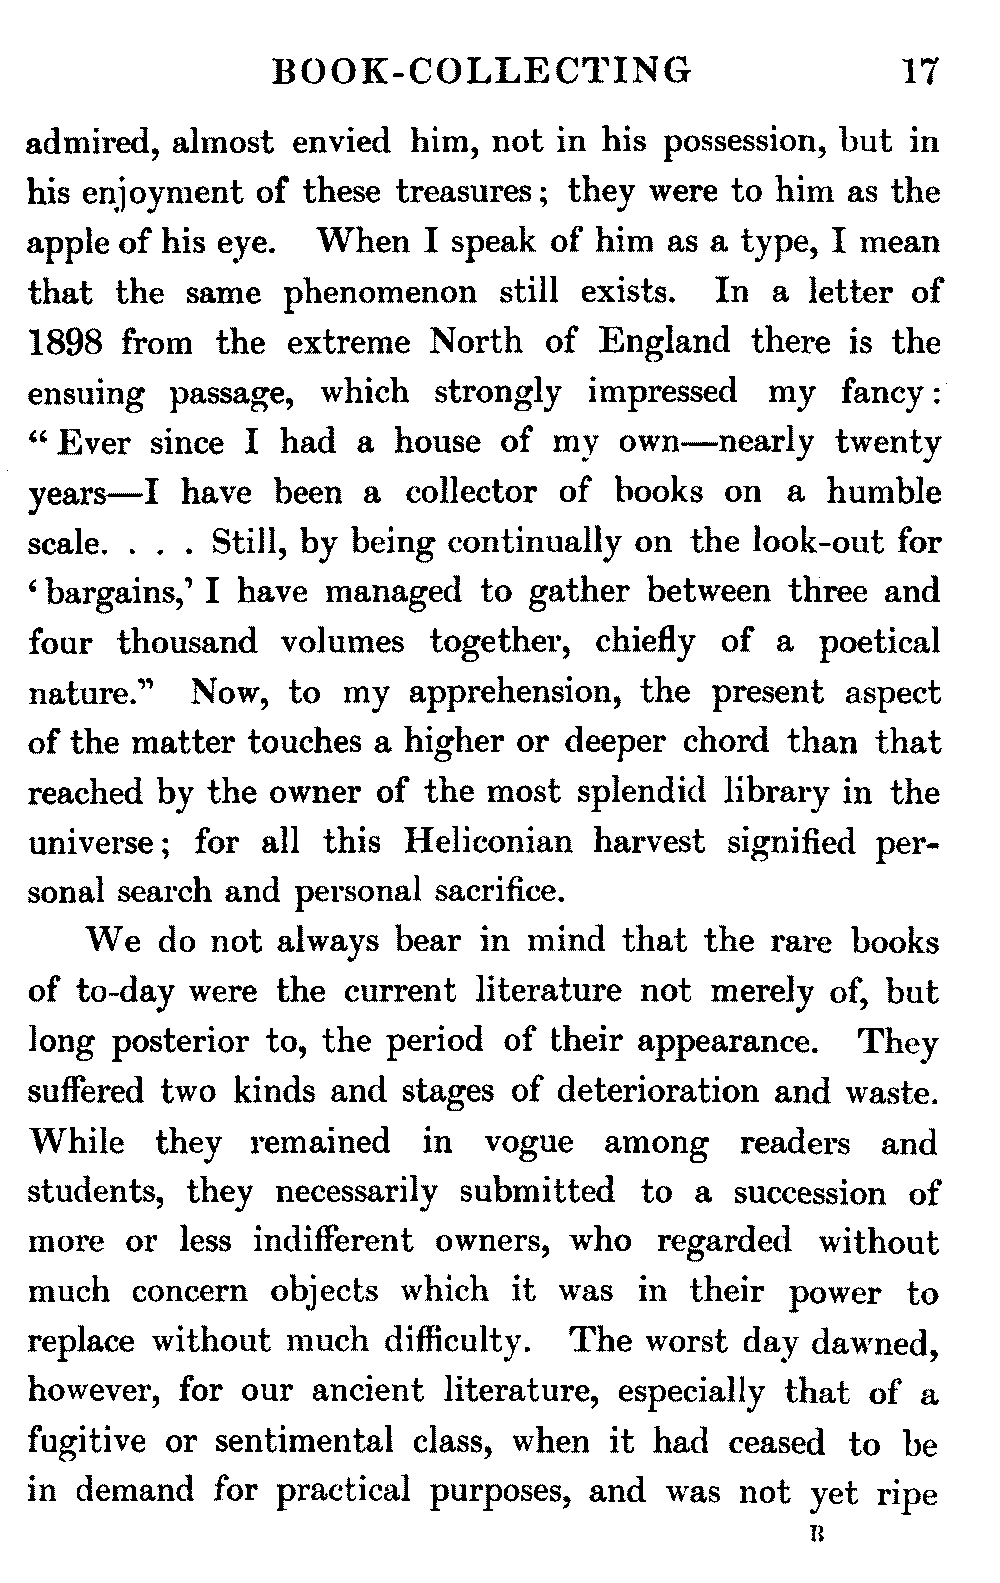 BOOK-COLLECTING 17
admired, almost envied him, not in his possession, but in
his enjoyment of these treasures; they were to him as the
apple of his eye. When I speak of him as a type, I mean
that the same phenomenon still exists. In a letter of
1898 from the extreme North of England there is the
ensuing passage, which strongly impressed my fancy:
“Ever since I had a house of my own—nearly twenty
years—I have been a collector of books on a humble
scale. . . . Still, by being continually on the look-out for
‘bargains,’ I have managed to gather between three and
four thousand volumes together, chiefly of a poetical
nature.” Now, to my apprehension, the present aspect
of the matter touches a higher or deeper chord than that
reached by the owner of the most splendid library in the
universe; for all this Heliconian harvest signified per-
sonal search and personal sacrifice.
We do not always bear in mind that the rare books
of to-day were the current literature not merely of, but
long posterior to, the period of their appearance. They
suffered two kinds and stages of deterioration and waste.
While they remained in vogue among readers and
students, they necessarily submitted to a succession of
more or less indifferent owners, who regarded without
much concern objects which it was in their power to
replace without much difficulty. The worst day dawned,
however, for our ancient literature, especially that of a
fugitive or sentimental class, when it had ceased to be
in demand for practical purposes, and was not yet ripe
B